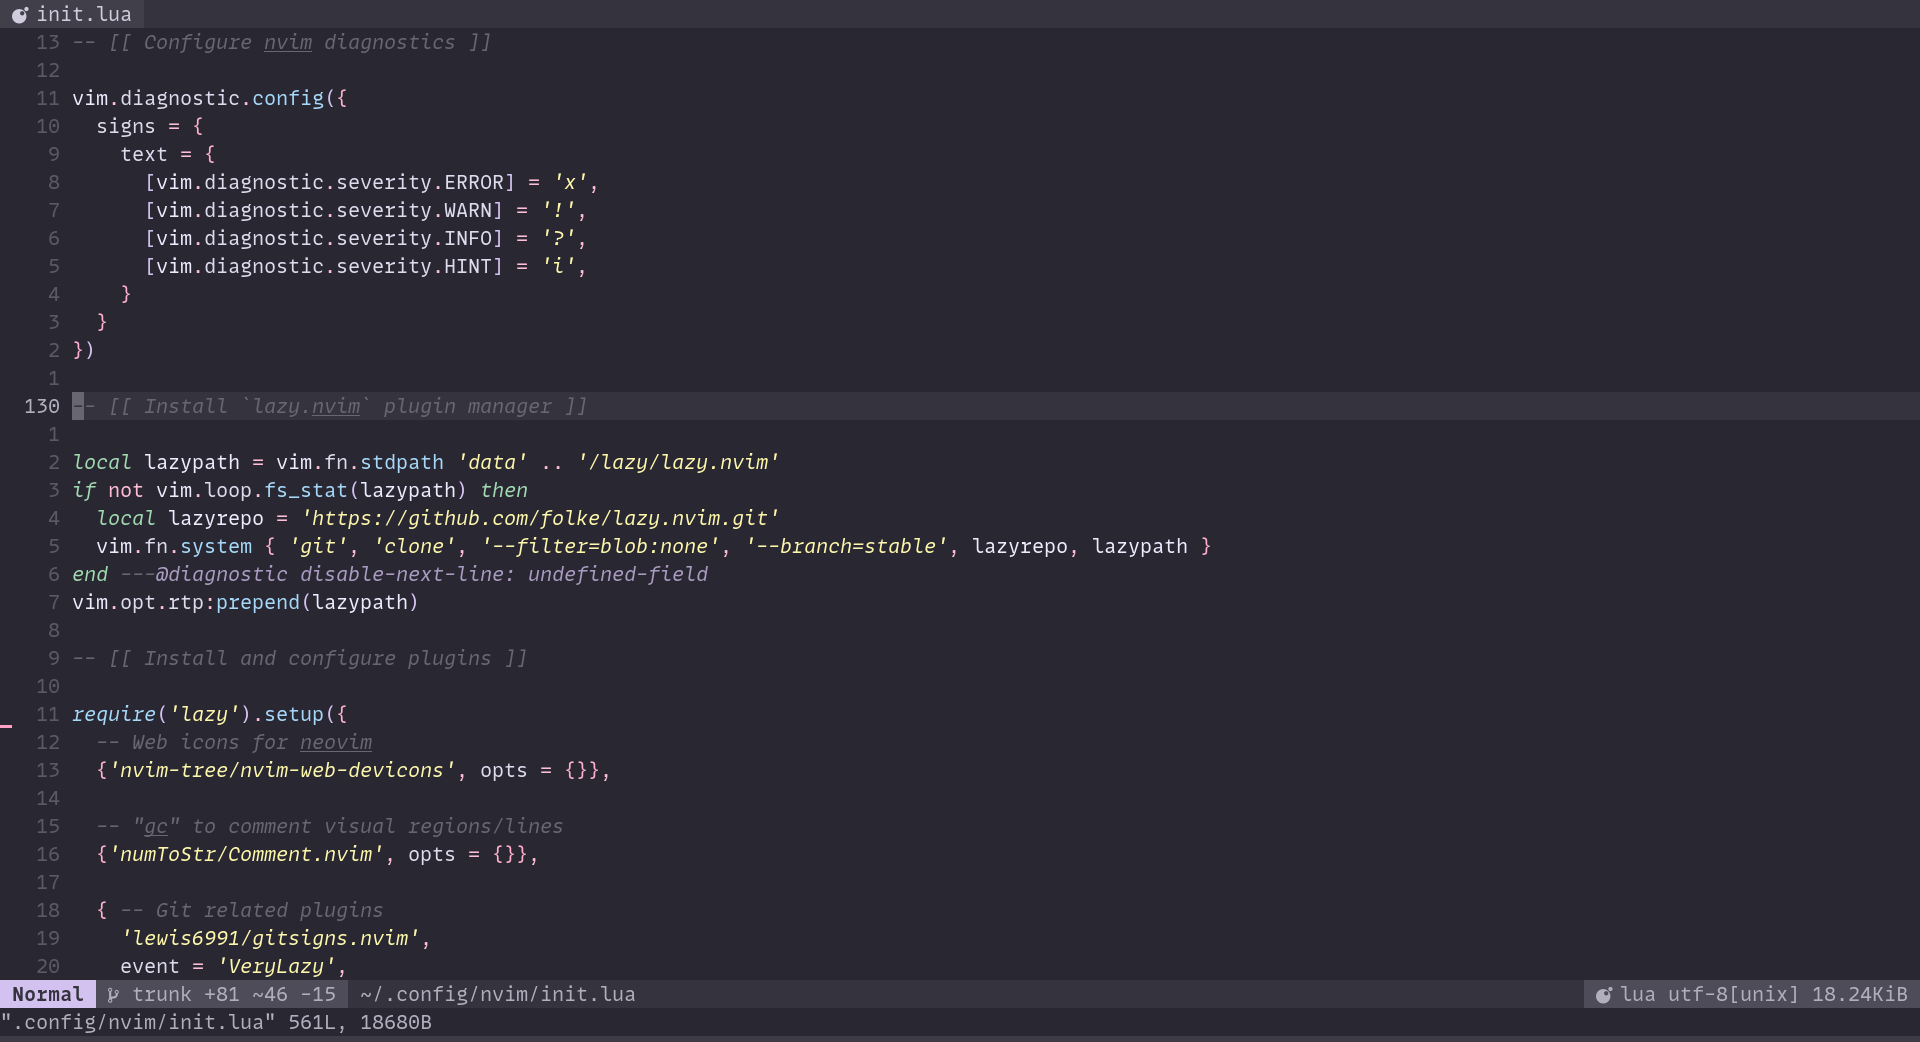 init.lua
13 -- [[ Configure nvim diagnostics ]]
12
11 vim.diagnostic.config({
10   signs = {
 9     text = {
 8       [vim.diagnostic.severity.ERROR] = 'x',
 7       [vim.diagnostic.severity.WARN] = '!',
 6       [vim.diagnostic.severity.INFO] = '?',
 5       [vim.diagnostic.severity.HINT] = 'i',
 4     }
 3   }
 2 })
 1
130 -- [[ Install `lazy.nvim` plugin manager ]]
 1
 2 local lazypath = vim.fn.stdpath 'data' .. '/lazy/lazy.nvim'
 3 if not vim.loop.fs_stat(lazypath) then
 4   local lazyrepo = 'https://github.com/folke/lazy.nvim.git'
 5   vim.fn.system { 'git', 'clone', '--filter=blob:none', '--branch=stable', lazyrepo, lazypath }
 6 end ---@diagnostic disable-next-line: undefined-field
 7 vim.opt.rtp:prepend(lazypath)
 8
 9 -- [[ Install and configure plugins ]]
10
11 require('lazy').setup({
12   -- Web icons for neovim
13   {'nvim-tree/nvim-web-devicons', opts = {}},
14
15   -- "gc" to comment visual regions/lines
16   {'numToStr/Comment.nvim', opts = {}},
17
18   { -- Git related plugins
19     'lewis6991/gitsigns.nvim',
20     event = 'VeryLazy',
Normal trunk +81 ~46 -15 ~/.config/nvim/init.lua lua utf-8[unix] 18.24KiB
".config/nvim/init.lua" 561L, 18680B